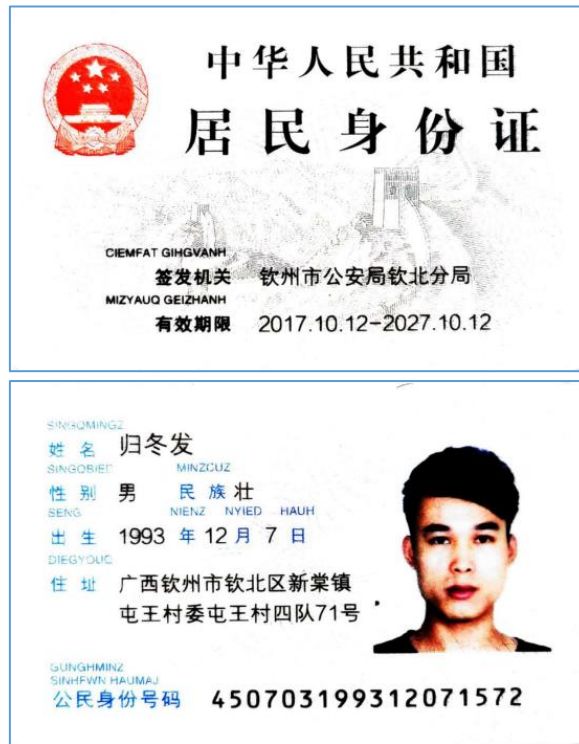 中华人民共和国
居民身份证
CIEMFAT GIHGVANH
签发机关 钦州市公安局钦北分局
MIZYAUQ GEIZHANH
有效期限 2017.10.12-2027.10.12
SINGQMINGZ
姓名 归冬发
SINGQBIED MINZCUZ
性别 男 民族 壮
SENG NIENZ NYIED HAUH
出生 1993 年 12 月 7 日
DIEGYOUQ
住址 广西钦州市钦北区新棠镇
屯王村委屯王村四队71号
GUNGHMINZ
SINHFWN HAUMAJ
公民身份号码 450703199312071572